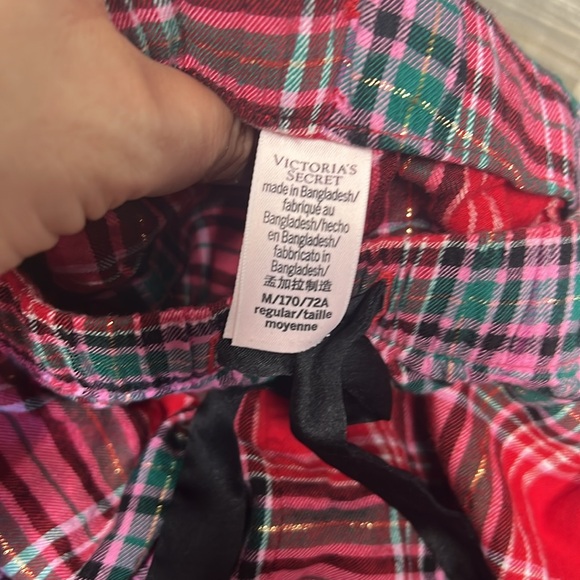 VICTORIA'S
SECRET
made in Bangladesh/
fabriqué au
Bangladesh/hecho
en Bangladesh/
fabbricato in
Bangladesh/
孟加拉制造
M/170/72A
regular/taille
moyenne